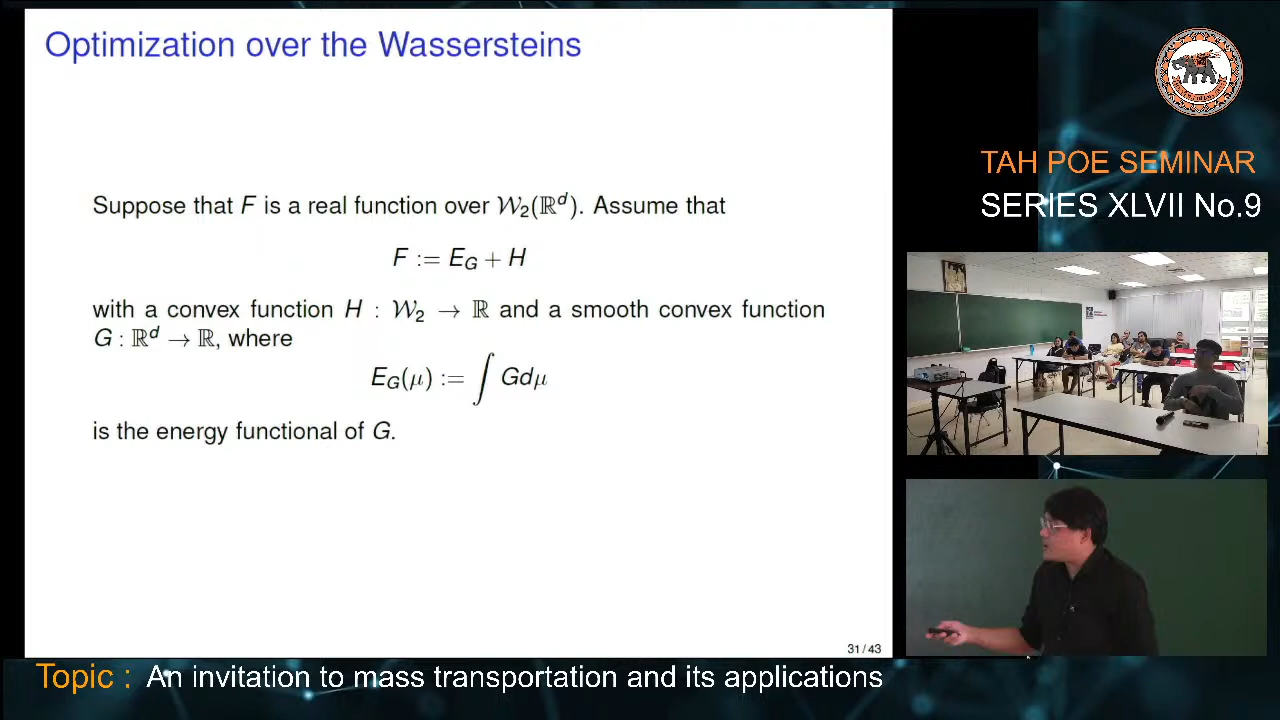 Optimization over the Wassersteins
Suppose that F is a real function over 𝒲₂(ℝᵈ). Assume that
F := E_G + H
with a convex function H : 𝒲₂ → ℝ and a smooth convex function
G : ℝᵈ → ℝ, where
E_G(μ) := ∫ Gdμ
is the energy functional of G.
31 / 43
TAH POE SEMINAR
SERIES XLVII No.9
Topic : An invitation to mass transportation and its applications